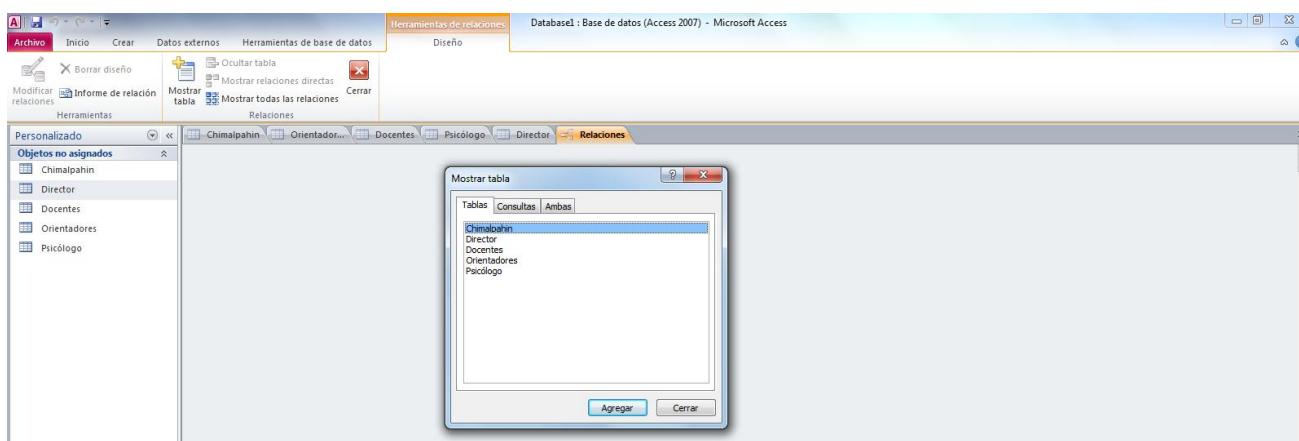 A
Herramientas de relaciones
Database1 : Base de datos (Access 2007) - Microsoft Access
Archivo Inicio Crear Datos externos Herramientas de base de datos Diseño
Modificar relaciones
Borrar diseño
Informe de relación
Herramientas
Mostrar tabla
Ocultar tabla
Mostrar relaciones directas
Mostrar todas las relaciones
Cerrar
Relaciones
Personalizado
Objetos no asignados
Chimalpahin
Director
Docentes
Orientadores
Psicólogo
Chimalpahin Orientador... Docentes Psicólogo Director Relaciones
Mostrar tabla
Tablas Consultas Ambas
Chimalpahin
Director
Docentes
Orientadores
Psicólogo
Agregar Cerrar